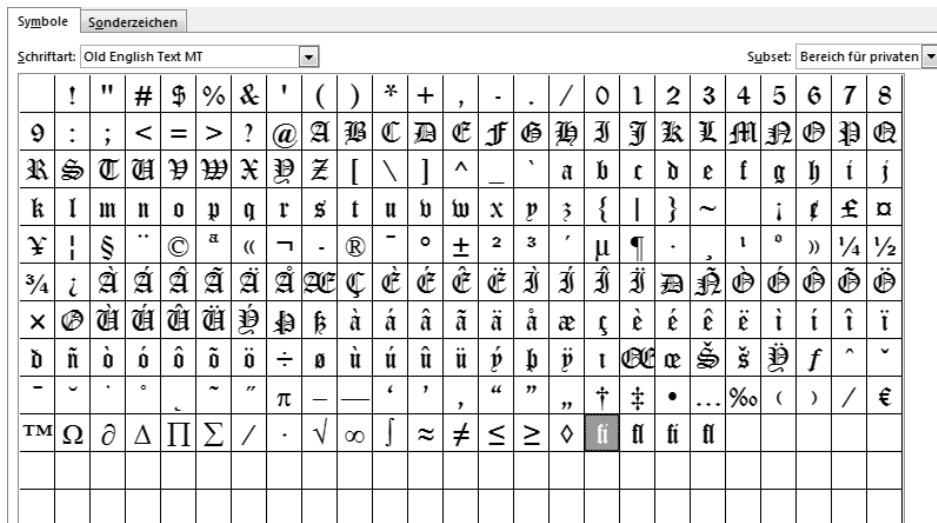 Symbole Sonderzeichen
Schriftart: Old English Text MT Subset: Bereich für privaten
! " # $ % & ' ( ) * + , - . / 0 1 2 3 4 5 6 7 8
9 : ; < = > ? @ A B C D E F G H I J K L M N O P Q
R S T U V W X Y Z [ \ ] ^ _ ` a b c d e f g h i j
k l m n o p q r s t u v w x y z { | } ~ ¡ ¢ £ ¤
¥ ¦ § ¨ © ª « ¬ - ® ¯ ° ± ² ³ ´ µ ¶ · ¸ ¹ º » ¼ ½
¾ ¿ À Á Â Ã Ä Å Æ Ç È É Ê Ë Ì Í Î Ï Ð Ñ Ò Ó Ô Õ Ö
× Ø Ù Ú Û Ü Ý Þ ß à á â ã ä å æ ç è é ê ë ì í î ï
ð ñ ò ó ô õ ö ÷ ø ù ú û ü ý þ ÿ ı Œ œ Š š Ÿ ƒ ˆ ˇ
ˉ ˘ ˙ ˚ ˛ ˜ ˝ π – — ‘ ’ ‚ “ ” „ † ‡ • … ‰ ‹ › ⁄ €
™ Ω ∂ ∆ ∏ ∑ ∕ ∙ √ ∞ ∫ ≈ ≠ ≤ ≥ ◊ fi fl fi fl